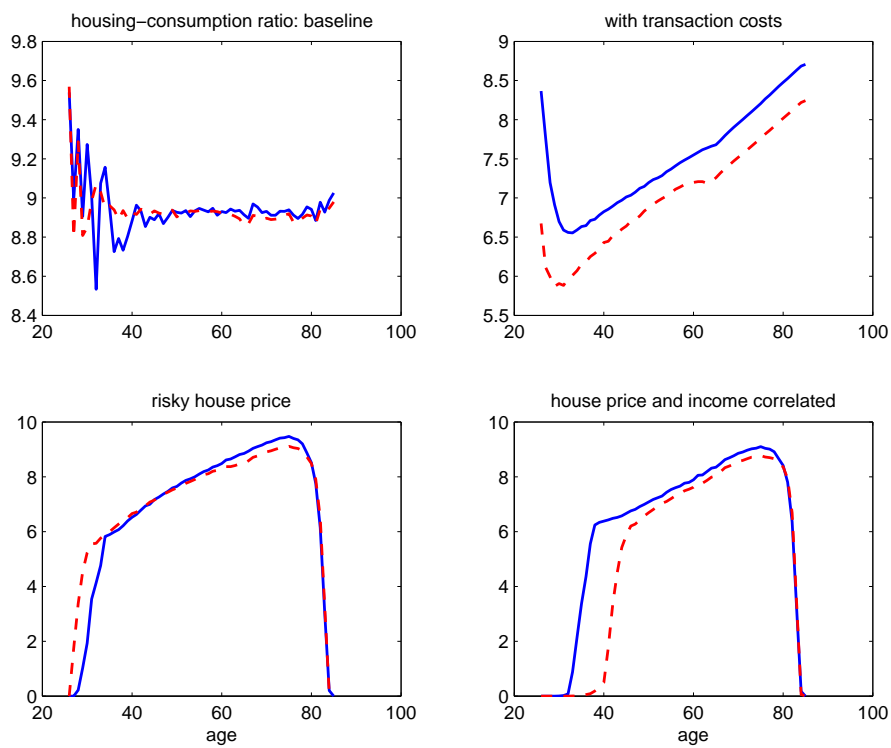 housing−consumption ratio: baseline
9.8
9.6
9.4
9.2
9
8.8
8.6
8.4
20 40 60 80 100
with transaction costs
9
8.5
8
7.5
7
6.5
6
5.5
20 40 60 80 100
risky house price
10
8
6
4
2
0
20 40 60 80 100
age
house price and income correlated
10
8
6
4
2
0
20 40 60 80 100
age